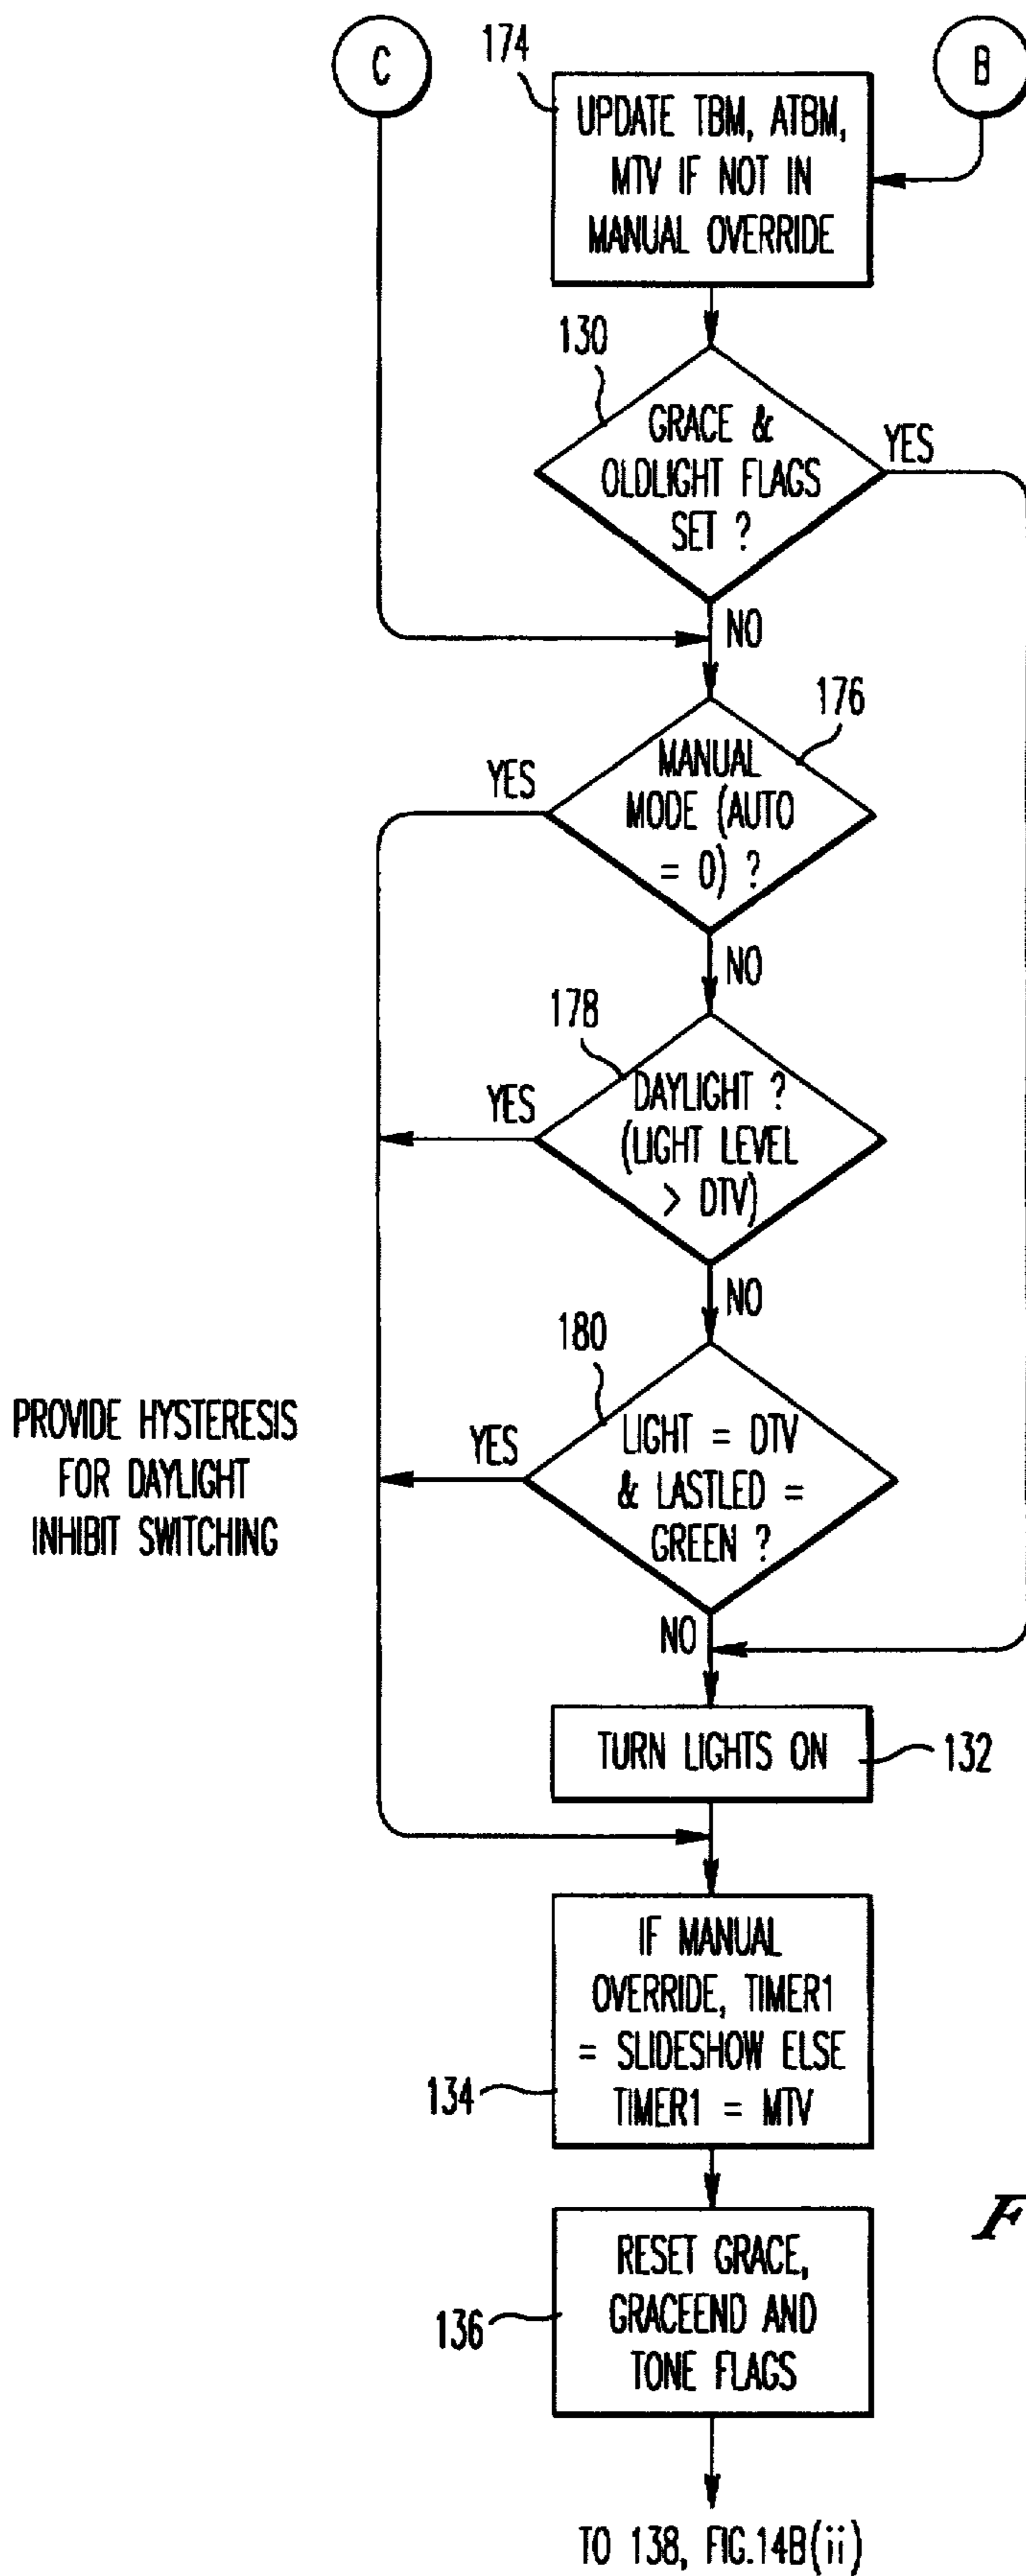 C
174
B
UPDATE TBM, ATBM,
MTV IF NOT IN
MANUAL OVERRIDE
130
GRACE &
OLDLIGHT FLAGS
SET ?
YES
NO
176
MANUAL
MODE (AUTO
= 0) ?
YES
NO
178
DAYLIGHT ?
(LIGHT LEVEL
> DTV)
YES
NO
180
LIGHT = DTV
& LASTLED =
GREEN ?
YES
NO
PROVIDE HYSTERESIS
FOR DAYLIGHT
INHIBIT SWITCHING
TURN LIGHTS ON
132
IF MANUAL
OVERRIDE, TIMER1
= SLIDESHOW ELSE
TIMER1 = MTV
134
F
RESET GRACE,
GRACEEND AND
TONE FLAGS
136
TO 138, FIG.14B(ii)